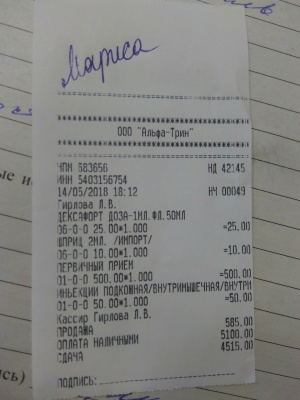 Мариса
ООО "Альфа-Трин"
НМ 683656 НД 42145
ИНН 5403156754
14/05/2018 18:12 НЧ 00049
Гирлова Л.В.
ДЕКСАФОРТ ДОЗА-1МЛ.ФЛ.50МЛ
06-0-0 25.00*1.000 =25.00
ШПРИЦ 2МЛ. /ИМПОРТ/
06-0-0 10.00*1.000 =10.00
ПЕРВИЧНЫЙ ПРИЕМ
01-0-0 500.00*1.000 =500.00
ИНЬЕКЦИИ ПОДКОЖНАЯ/ВНУТРИМЫШЕЧНАЯ/ВНУТРИ
01-0-0 50.00*1.000 =50.00
Кассир Гирлова Л.В.
ПРОДАЖА 585.00
ОПЛАТА НАЛИЧНЫМИ 5100.00
СДАЧА 4515.00
ПОДПИСЬ: